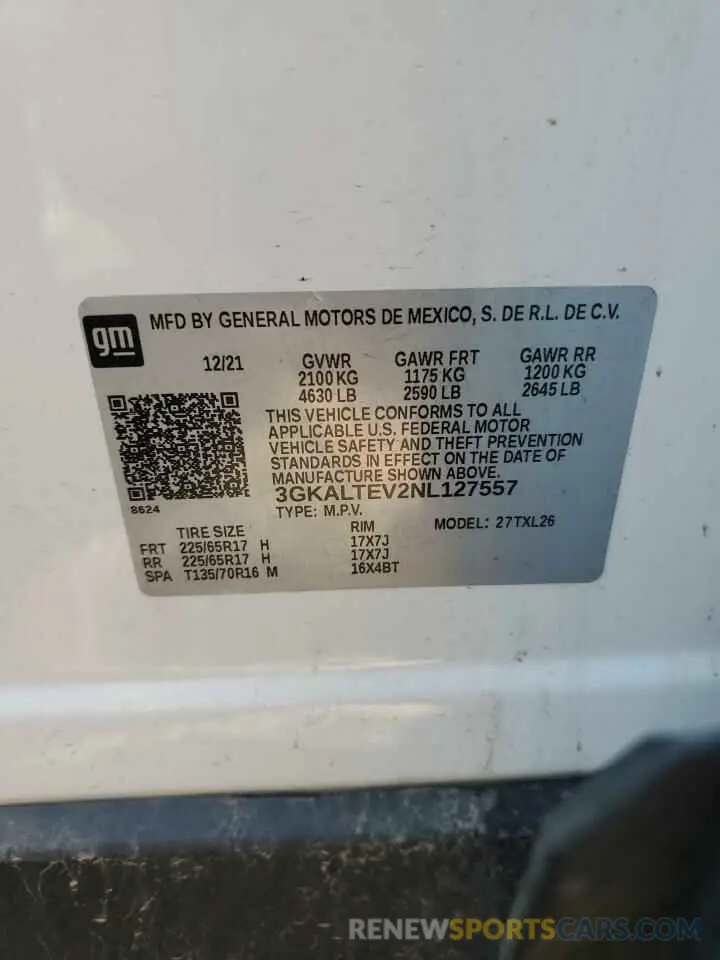 gm MFD BY GENERAL MOTORS DE MEXICO, S. DE R.L. DE C.V.
12/21 GVWR GAWR FRT GAWR RR
2100 KG 1175 KG 1200 KG
4630 LB 2590 LB 2645 LB
THIS VEHICLE CONFORMS TO ALL
APPLICABLE U.S. FEDERAL MOTOR
VEHICLE SAFETY AND THEFT PREVENTION
STANDARDS IN EFFECT ON THE DATE OF
MANUFACTURE SHOWN ABOVE.
3GKALTEV2NL127557
8624 TYPE: M.P.V. MODEL: 27TXL26
TIRE SIZE RIM
FRT 225/65R17 H 17X7J
RR 225/65R17 H 17X7J
SPA T135/70R16 M 16X4BT
RENEWSPORTSCARS.COM